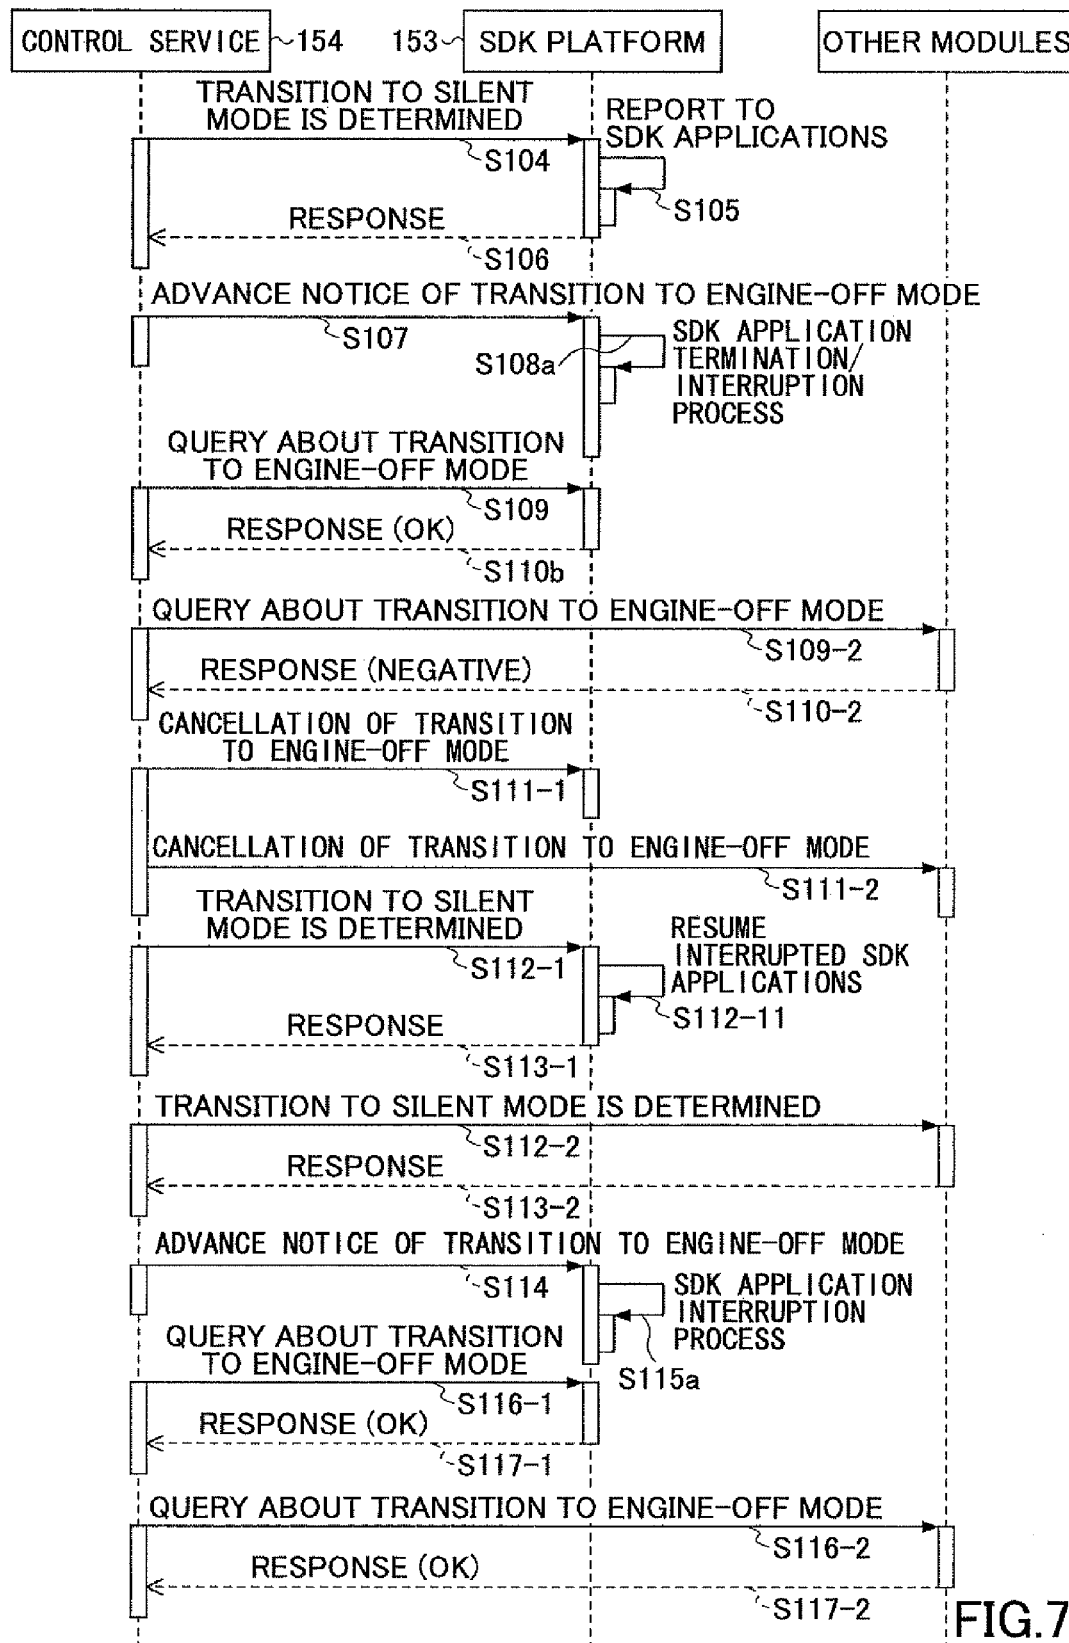 CONTROL SERVICE
154
153
SDK PLATFORM
OTHER MODULES
TRANSITION TO SILENT
MODE IS DETERMINED
REPORT TO
SDK APPLICATIONS
S104
S105
RESPONSE
S106
ADVANCE NOTICE OF TRANSITION TO ENGINE-OFF MODE
S107
S108a
SDK APPLICATION
TERMINATION/
INTERRUPTION
PROCESS
QUERY ABOUT TRANSITION
TO ENGINE-OFF MODE
S109
RESPONSE (OK)
S110b
QUERY ABOUT TRANSITION TO ENGINE-OFF MODE
S109-2
RESPONSE (NEGATIVE)
S110-2
CANCELLATION OF TRANSITION
TO ENGINE-OFF MODE
S111-1
CANCELLATION OF TRANSITION TO ENGINE-OFF MODE
S111-2
TRANSITION TO SILENT
MODE IS DETERMINED
S112-1
RESUME
INTERRUPTED SDK
APPLICATIONS
S112-11
RESPONSE
S113-1
TRANSITION TO SILENT MODE IS DETERMINED
S112-2
RESPONSE
S113-2
ADVANCE NOTICE OF TRANSITION TO ENGINE-OFF MODE
S114
SDK APPLICATION
INTERRUPTION
PROCESS
S115a
QUERY ABOUT TRANSITION
TO ENGINE-OFF MODE
S116-1
RESPONSE (OK)
S117-1
QUERY ABOUT TRANSITION TO ENGINE-OFF MODE
S116-2
RESPONSE (OK)
S117-2
FIG.7